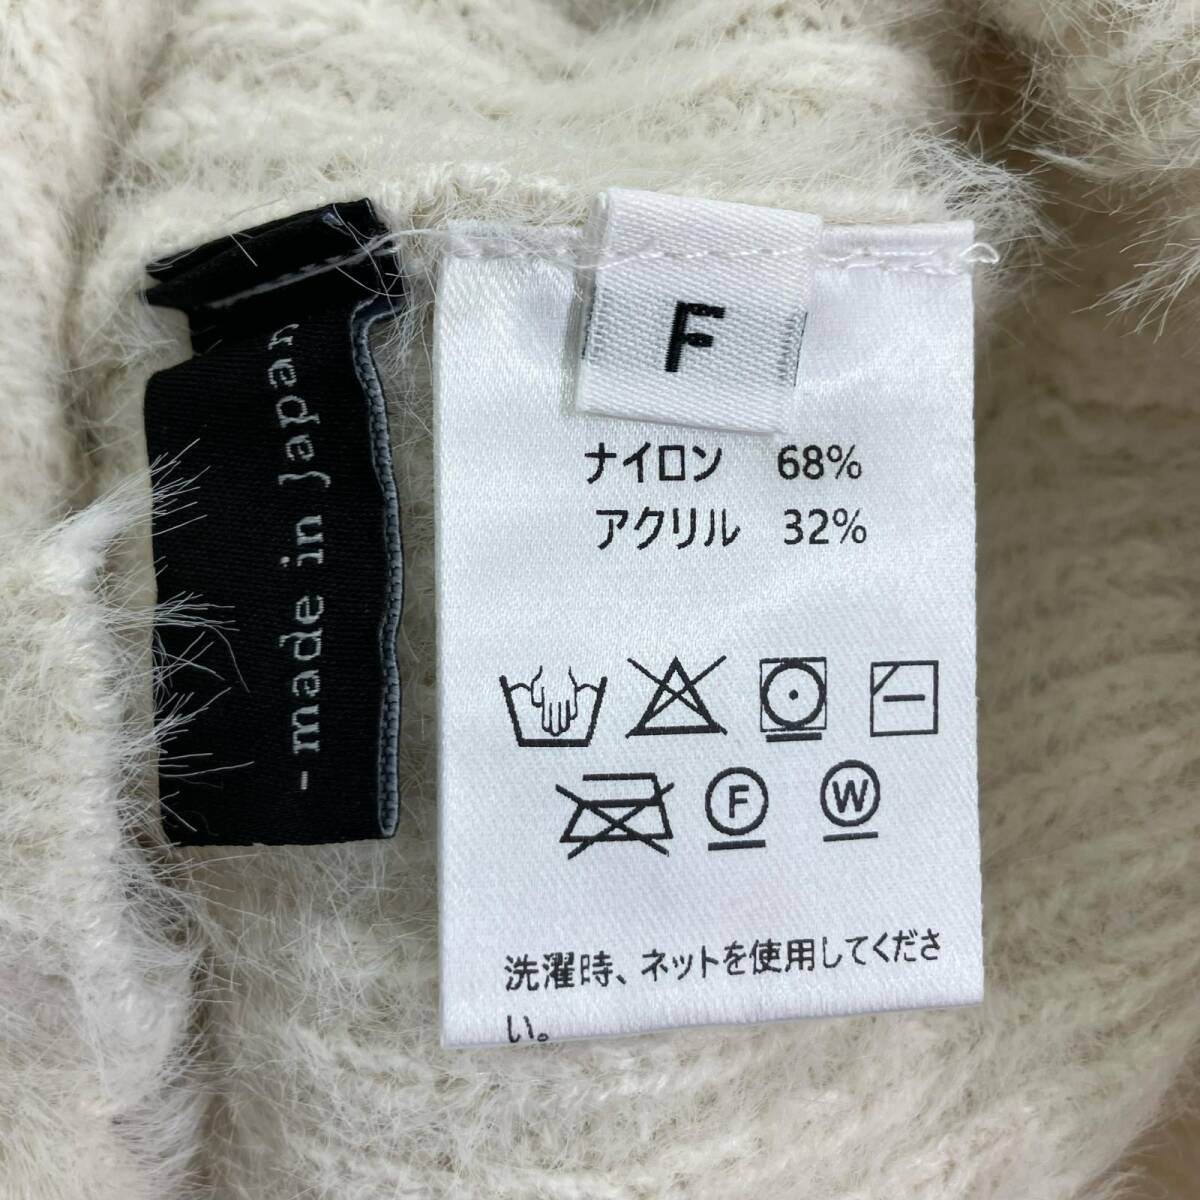 - made in Japan
F
ナイロン 68%
アクリル 32%
F W
洗濯時、ネットを使用してくださ
い。